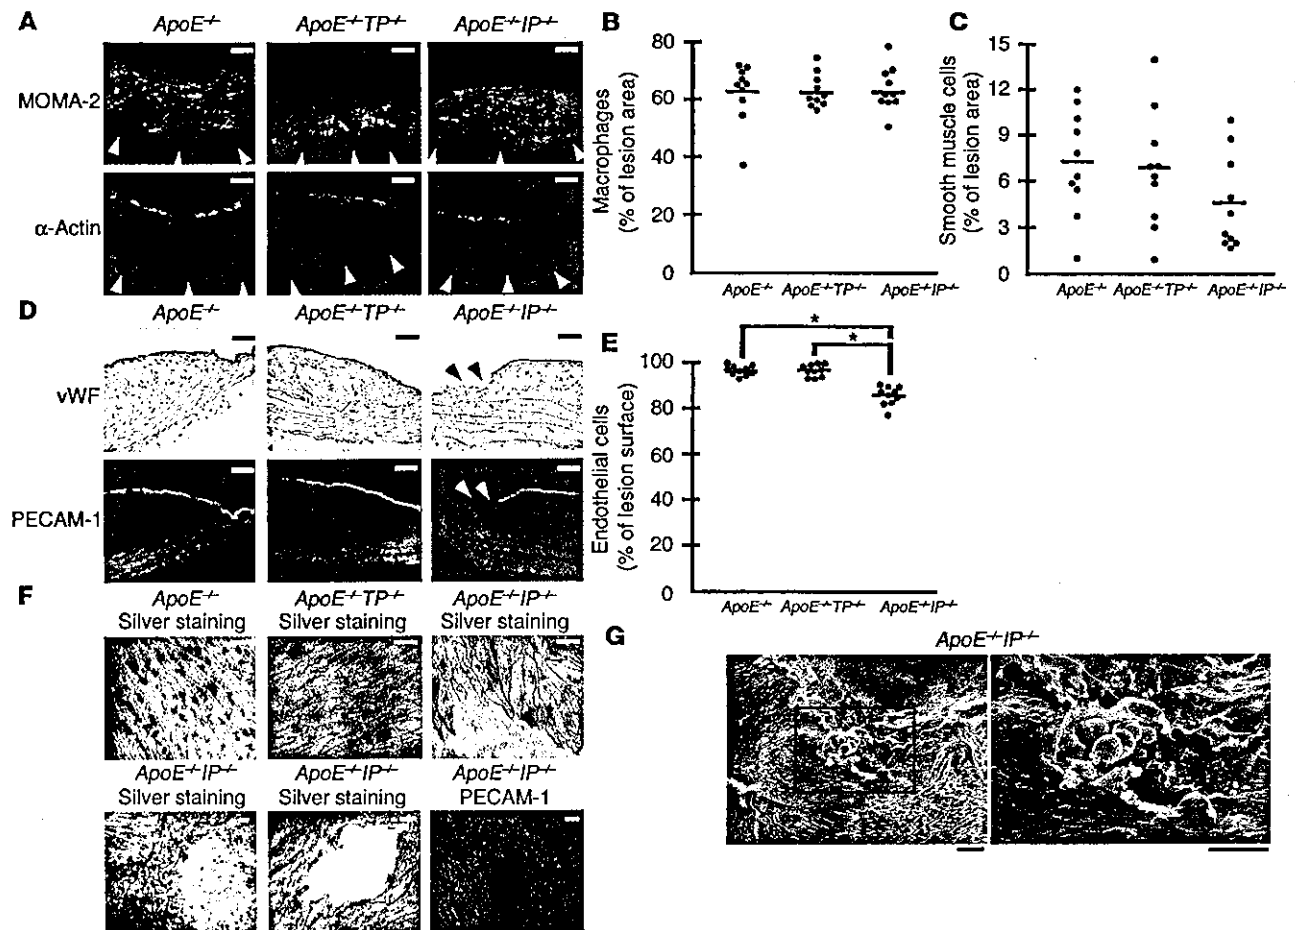 A
ApoE-/-
ApoE-/-TP-/-
ApoE-/-IP-/-
MOMA-2
α-Actin
B
Macrophages
(% of lesion area)
80
60
40
20
0
ApoE-/-
ApoE-/-TP-/-
ApoE-/-IP-/-
C
Smooth muscle cells
(% of lesion area)
15
12
9
6
3
0
ApoE-/-
ApoE-/-TP-/-
ApoE-/-IP-/-
D
ApoE-/-
ApoE-/-TP-/-
ApoE-/-IP-/-
vWF
PECAM-1
E
*
*
Endothelial cells
(% of lesion surface)
100
80
60
40
20
0
ApoE-/-
ApoE-/-TP-/-
ApoE-/-IP-/-
F
ApoE-/-
Silver staining
ApoE-/-TP-/-
Silver staining
ApoE-/-IP-/-
Silver staining
ApoE-/-IP-/-
Silver staining
ApoE-/-IP-/-
Silver staining
ApoE-/-IP-/-
PECAM-1
G
ApoE-/-IP-/-